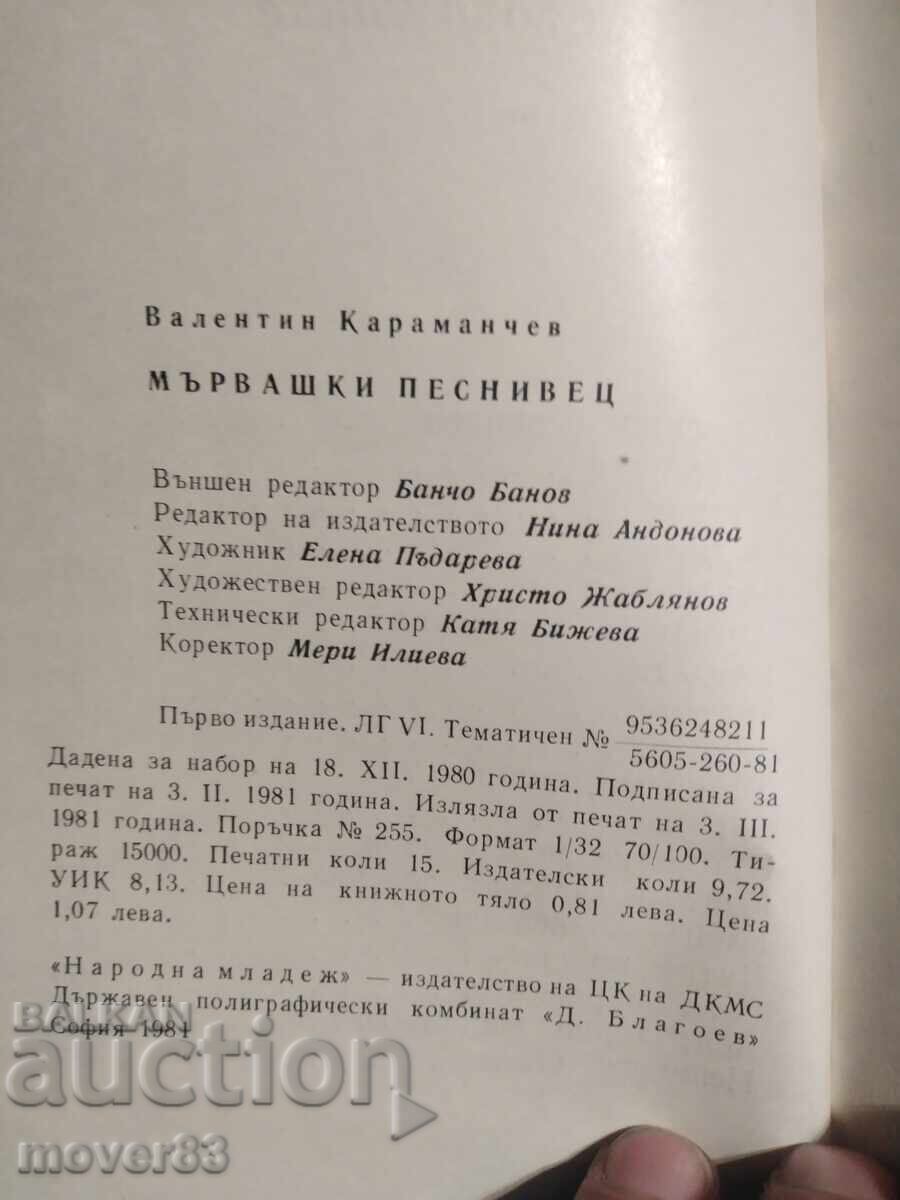 Валентин Караманчев
МЪРВАШКИ ПЕСНИВЕЦ
Външен редактор Банчо Банов
Редактор на издателството Нина Андонова
Художник Елена Пъдарева
Художествен редактор Христо Жаблянов
Технически редактор Катя Бижева
Коректор Мери Илиева
Първо издание. ЛГ VI. Тематичен № 9536248211
5605-260-81
Дадена за набор на 18. XII. 1980 година. Подписана за
печат на 3. II. 1981 година. Излязла от печат на 3. III.
1981 година. Поръчка № 255. Формат 1/32 70/100. Ти-
раж 15000. Печатни коли 15. Издателски коли 9,72.
УИК 8,13. Цена на книжното тяло 0,81 лева. Цена
1,07 лева.
«Народна младеж» — издателство на ЦК на ДКМС
Държавен полиграфически комбинат «Д. Благоев»
София 1981
BALKAN
auction
mover83